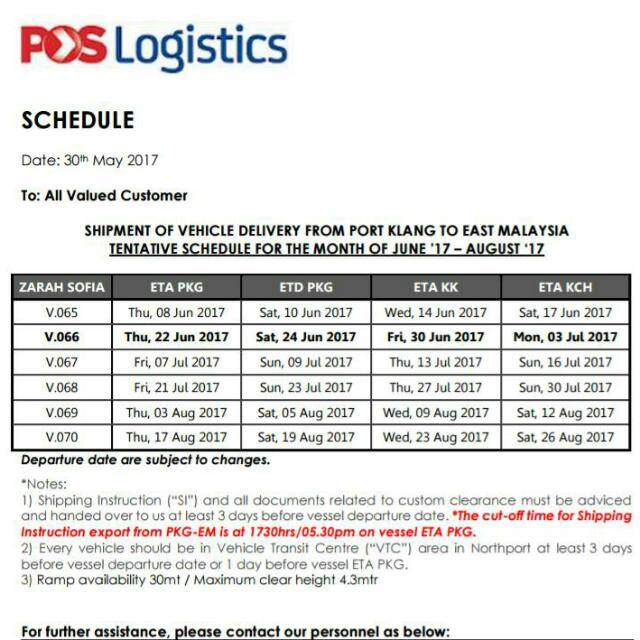 POS Logistics
SCHEDULE
Date: 30th May 2017
To: All Valued Customer
SHIPMENT OF VEHICLE DELIVERY FROM PORT KLANG TO EAST MALAYSIA
TENTATIVE SCHEDULE FOR THE MONTH OF JUNE '17 – AUGUST '17
ZARAH SOFIA ETA PKG ETD PKG ETA KK ETA KCH
V.065 Thu, 08 Jun 2017 Sat, 10 Jun 2017 Wed, 14 Jun 2017 Sat, 17 Jun 2017
V.066 Thu, 22 Jun 2017 Sat, 24 Jun 2017 Fri, 30 Jun 2017 Mon, 03 Jul 2017
V.067 Fri, 07 Jul 2017 Sun, 09 Jul 2017 Thu, 13 Jul 2017 Sun, 16 Jul 2017
V.068 Fri, 21 Jul 2017 Sun, 23 Jul 2017 Thu, 27 Jul 2017 Sun, 30 Jul 2017
V.069 Thu, 03 Aug 2017 Sat, 05 Aug 2017 Wed, 09 Aug 2017 Sat, 12 Aug 2017
V.070 Thu, 17 Aug 2017 Sat, 19 Aug 2017 Wed, 23 Aug 2017 Sat, 26 Aug 2017
Departure date are subject to changes.
*Notes:
1) Shipping Instruction ("SI") and all documents related to custom clearance must be adviced
and handed over to us at least 3 days before vessel departure date. *The cut-off time for Shipping
Instruction export from PKG-EM is at 1730hrs/05.30pm on vessel ETA PKG.
2) Every vehicle should be in Vehicle Transit Centre ("VTC") area in Northport at least 3 days
before vessel departure date or 1 day before vessel ETA PKG.
3) Ramp availability 30mt / Maximum clear height 4.3mtr
For further assistance, please contact our personnel as below: